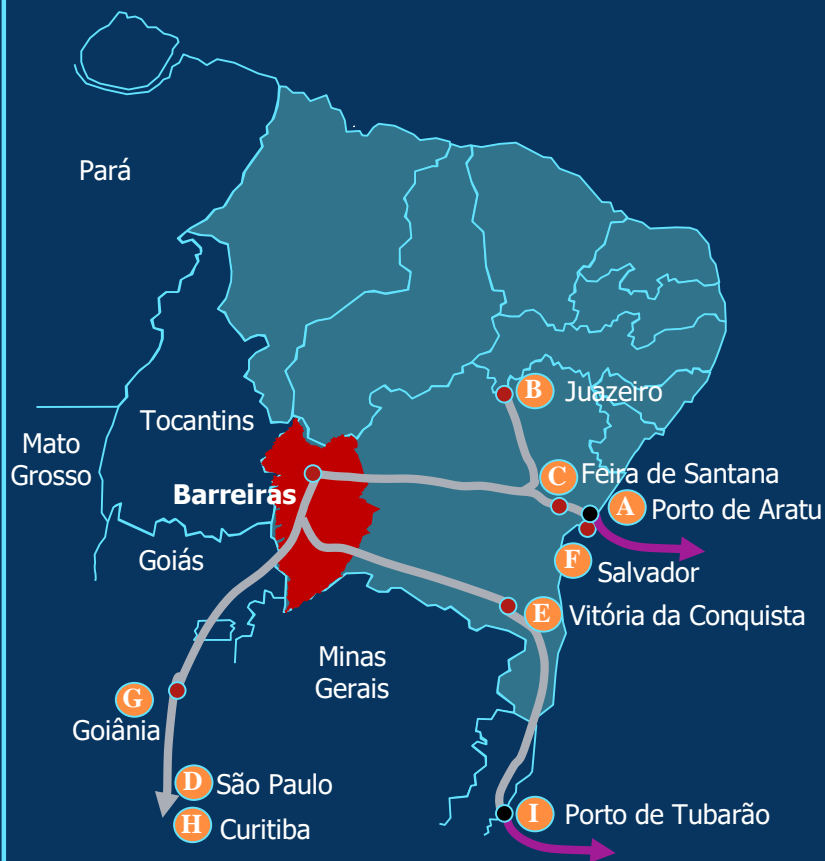 Pará
B Juazeiro
Tocantins
Mato
Grosso
C Feira de Santana
Barreiras
A Porto de Aratu
Goiás
F Salvador
E Vitória da Conquista
Minas
Gerais
G
Goiânia
D São Paulo
I Porto de Tubarão
H Curitiba